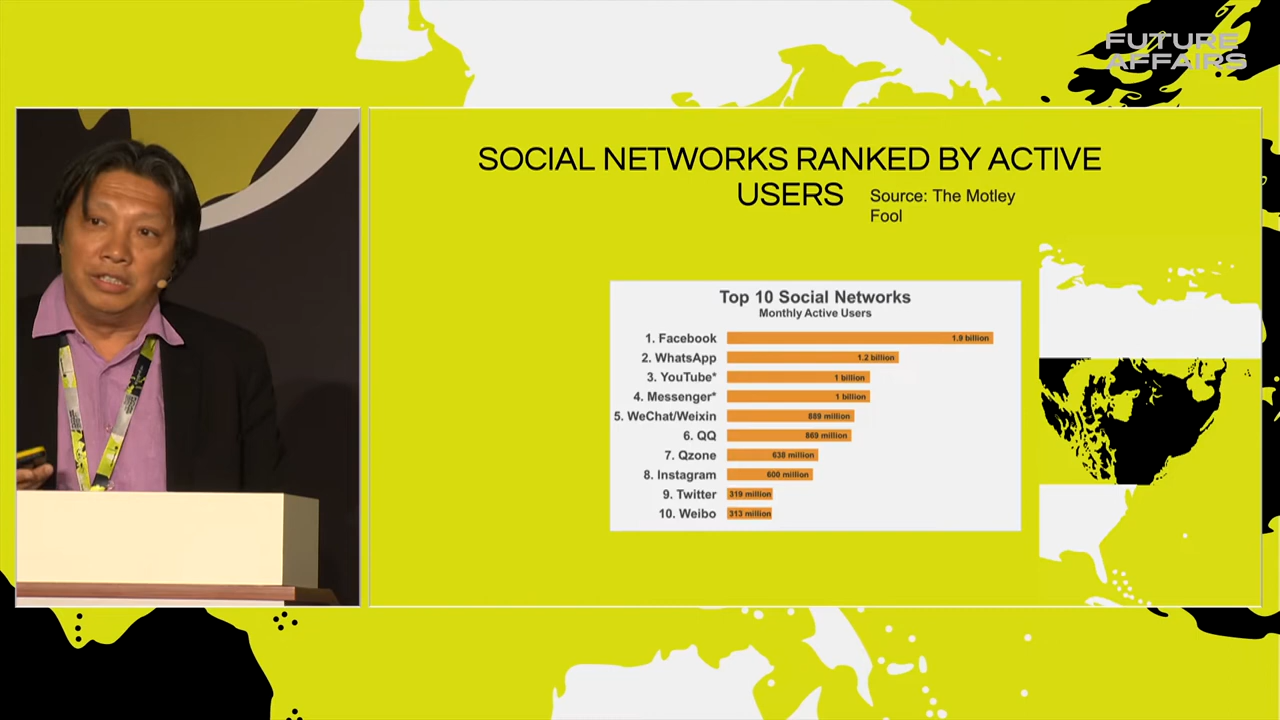 FUTURE
AFFAIRS
SOCIAL NETWORKS RANKED BY ACTIVE
USERS
Source: The Motley
Fool
Top 10 Social Networks
Monthly Active Users
1. Facebook 1.9 billion
2. WhatsApp 1.2 billion
3. YouTube* 1 billion
4. Messenger* 1 billion
5. WeChat/Weixin 889 million
6. QQ 869 million
7. Qzone 638 million
8. Instagram 600 million
9. Twitter 319 million
10. Weibo 313 million